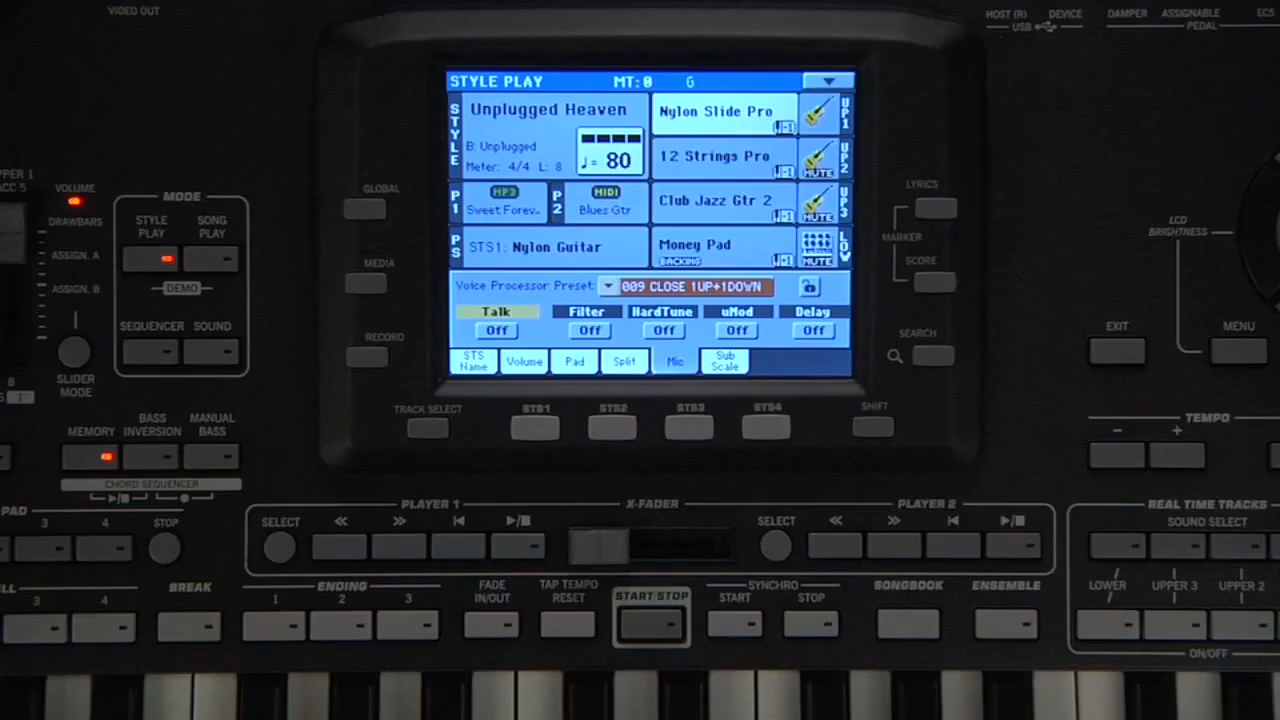 VIDEO OUT
HOST (R) DEVICE
USB
DAMPER ASSIGNABLE
PEDAL
EC5
STYLE PLAY MT:0 G
STYLE
Unplugged Heaven
B: Unplugged
Meter: 4/4 L: 8
♩= 80
Nylon Slide Pro
UP1
12 Strings Pro
MUTE
UP2
P1
MP3
Sweet Forev..
P2
MIDI
Blues Gtr
Club Jazz Gtr 2
MUTE
UP3
PS
STS1: Nylon Guitar
Money Pad
BACKING
MUTE
LOW
Voice Processor Preset: 009 CLOSE 1UP+1DOWN
Talk Filter HardTune uMod Delay
Off Off Off Off Off
STS Name
Volume
Pad
Split
Mic
Sub Scale
PPER 1
ACC 5
VOLUME
DRAWBARS
ASSIGN. A
ASSIGN. B
SLIDER
MODE
MODE
STYLE PLAY
SONG PLAY
DEMO
SEQUENCER SOUND
GLOBAL
MEDIA
RECORD
LYRICS
MARKER
SCORE
SEARCH
LCD
BRIGHTNESS
EXIT
MENU
TRACK SELECT STS1 STS2 STS3 STS4 SHIFT
MEMORY
BASS INVERSION
MANUAL BASS
CHORD SEQUENCER
TEMPO
- +
PAD
3 4 STOP
PLAYER 1 X-FADER PLAYER 2
SELECT
SELECT
REAL TIME TRACKS
SOUND SELECT
LOWER UPPER 3 UPPER 2
ON/OFF
3 4
BREAK
ENDING
1 2 3
FADE IN/OUT
TAP TEMPO RESET
START/STOP
SYNCHRO
START STOP
SONGBOOK
ENSEMBLE